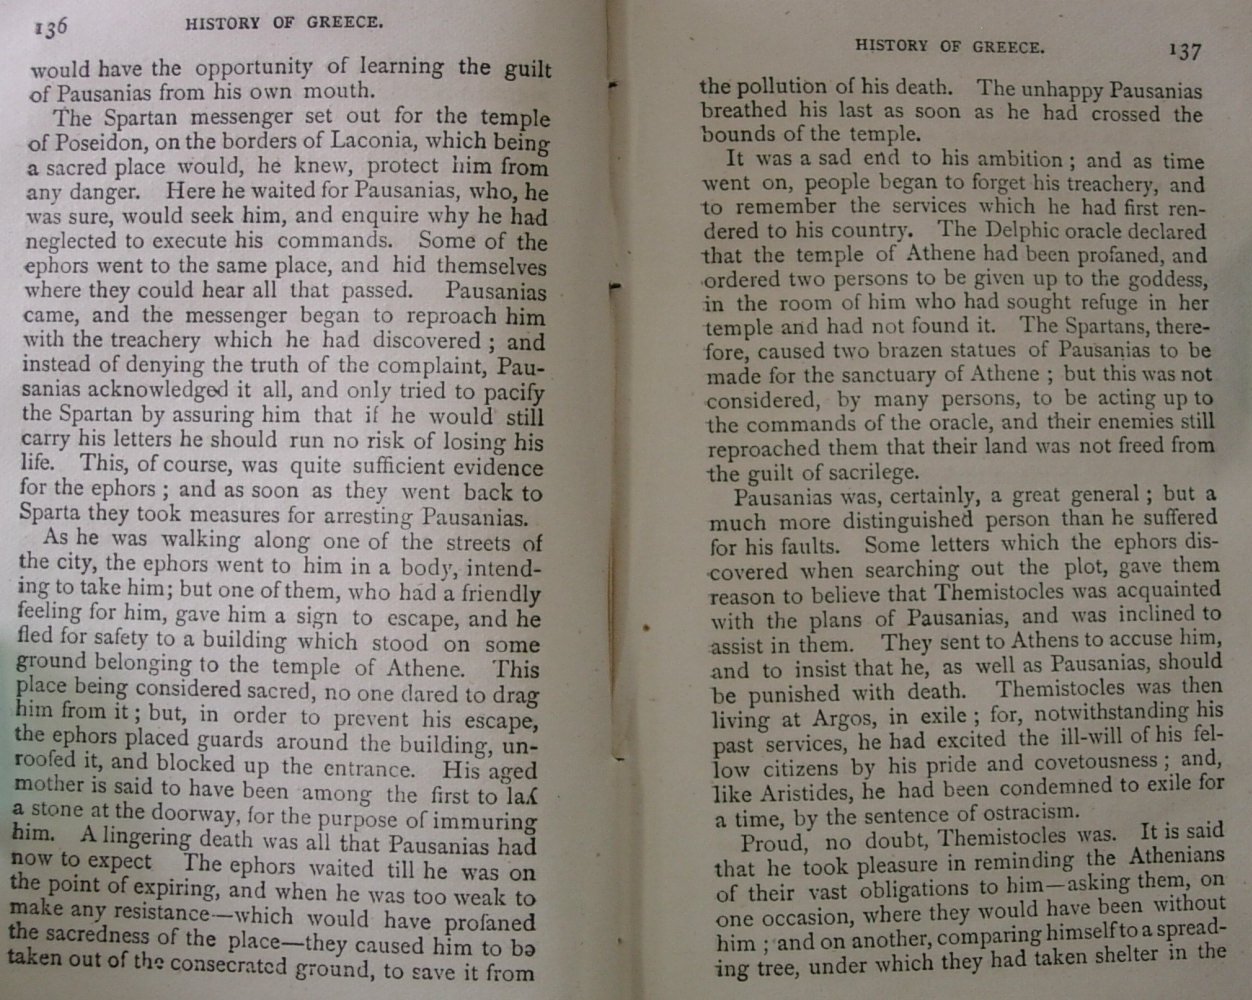 136
HISTORY OF GREECE.
would have the opportunity of learning the guilt
of Pausanias from his own mouth.
The Spartan messenger set out for the temple
of Poseidon, on the borders of Laconia, which being
a sacred place would, he knew, protect him from
any danger. Here he waited for Pausanias, who, he
was sure, would seek him, and enquire why he had
neglected to execute his commands. Some of the
ephors went to the same place, and hid themselves
where they could hear all that passed. Pausanias
came, and the messenger began to reproach him
with the treachery which he had discovered ; and
instead of denying the truth of the complaint, Pau-
sanias acknowledged it all, and only tried to pacify
the Spartan by assuring him that if he would still
carry his letters he should run no risk of losing his
life. This, of course, was quite sufficient evidence
for the ephors ; and as soon as they went back to
Sparta they took measures for arresting Pausanias.
As he was walking along one of the streets of
the city, the ephors went to him in a body, intend-
ing to take him; but one of them, who had a friendly
feeling for him, gave him a sign to escape, and he
fled for safety to a building which stood on some
ground belonging to the temple of Athene. This
place being considered sacred, no one dared to drag
him from it ; but, in order to prevent his escape,
the ephors placed guards around the building, un-
roofed it, and blocked up the entrance. His aged
mother is said to have been among the first to lay
a stone at the doorway, for the purpose of immuring
him. A lingering death was all that Pausanias had
now to expect The ephors waited till he was on
the point of expiring, and when he was too weak to
make any resistance—which would have profaned
the sacredness of the place—they caused him to be
taken out of the consecrated ground, to save it from
HISTORY OF GREECE.
137
the pollution of his death. The unhappy Pausanias
breathed his last as soon as he had crossed the
bounds of the temple.
It was a sad end to his ambition ; and as time
went on, people began to forget his treachery, and
to remember the services which he had first ren-
dered to his country. The Delphic oracle declared
that the temple of Athene had been profaned, and
ordered two persons to be given up to the goddess,
in the room of him who had sought refuge in her
temple and had not found it. The Spartans, there-
fore, caused two brazen statues of Pausanias to be
made for the sanctuary of Athene ; but this was not
considered, by many persons, to be acting up to
the commands of the oracle, and their enemies still
reproached them that their land was not freed from
the guilt of sacrilege.
Pausanias was, certainly, a great general ; but a
much more distinguished person than he suffered
for his faults. Some letters which the ephors dis-
covered when searching out the plot, gave them
reason to believe that Themistocles was acquainted
with the plans of Pausanias, and was inclined to
assist in them. They sent to Athens to accuse him,
and to insist that he, as well as Pausanias, should
be punished with death. Themistocles was then
living at Argos, in exile ; for, notwithstanding his
past services, he had excited the ill-will of his fel-
low citizens by his pride and covetousness ; and,
like Aristides, he had been condemned to exile for
a time, by the sentence of ostracism.
Proud, no doubt, Themistocles was. It is said
that he took pleasure in reminding the Athenians
of their vast obligations to him—asking them, on
one occasion, where they would have been without
him ; and on another, comparing himself to a spread-
ing tree, under which they had taken shelter in the